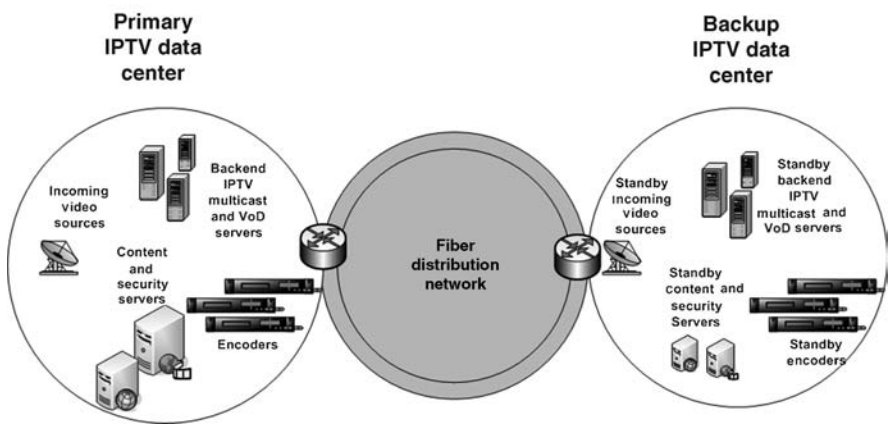 Primary
IPTV data
center
Backup
IPTV data
center
Incoming
video
sources
Backend
IPTV
multicast
and VoD
servers
Content
and
security
servers
Encoders
Fiber
distribution
network
Standby
Incoming
video
sources
Standby
backend
IPTV
multicast and
VoD servers
Standby
content and
security
Servers
Standby
encoders